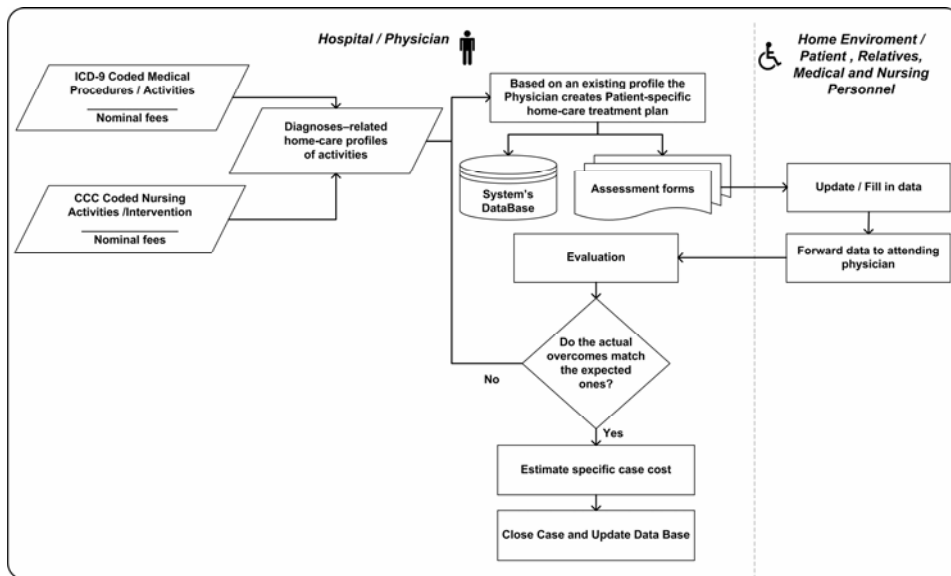 Hospital / Physician
Home Enviroment /
Patient , Relatives,
Medical and Nursing
Personnel
ICD-9 Coded Medical
Procedures / Activities
Nominal fees
Diagnoses–related
home-care profiles
of activities
CCC Coded Nursing
Activities /Intervention
Nominal fees
Based on an existing profile the
Physician creates Patient-specific
home-care treatment plan
System's
DataBase
Assessment forms
Update / Fill in data
Forward data to attending
physician
Evaluation
Do the actual
overcomes match
the expected
ones?
No
Yes
Estimate specific case cost
Close Case and Update Data Base